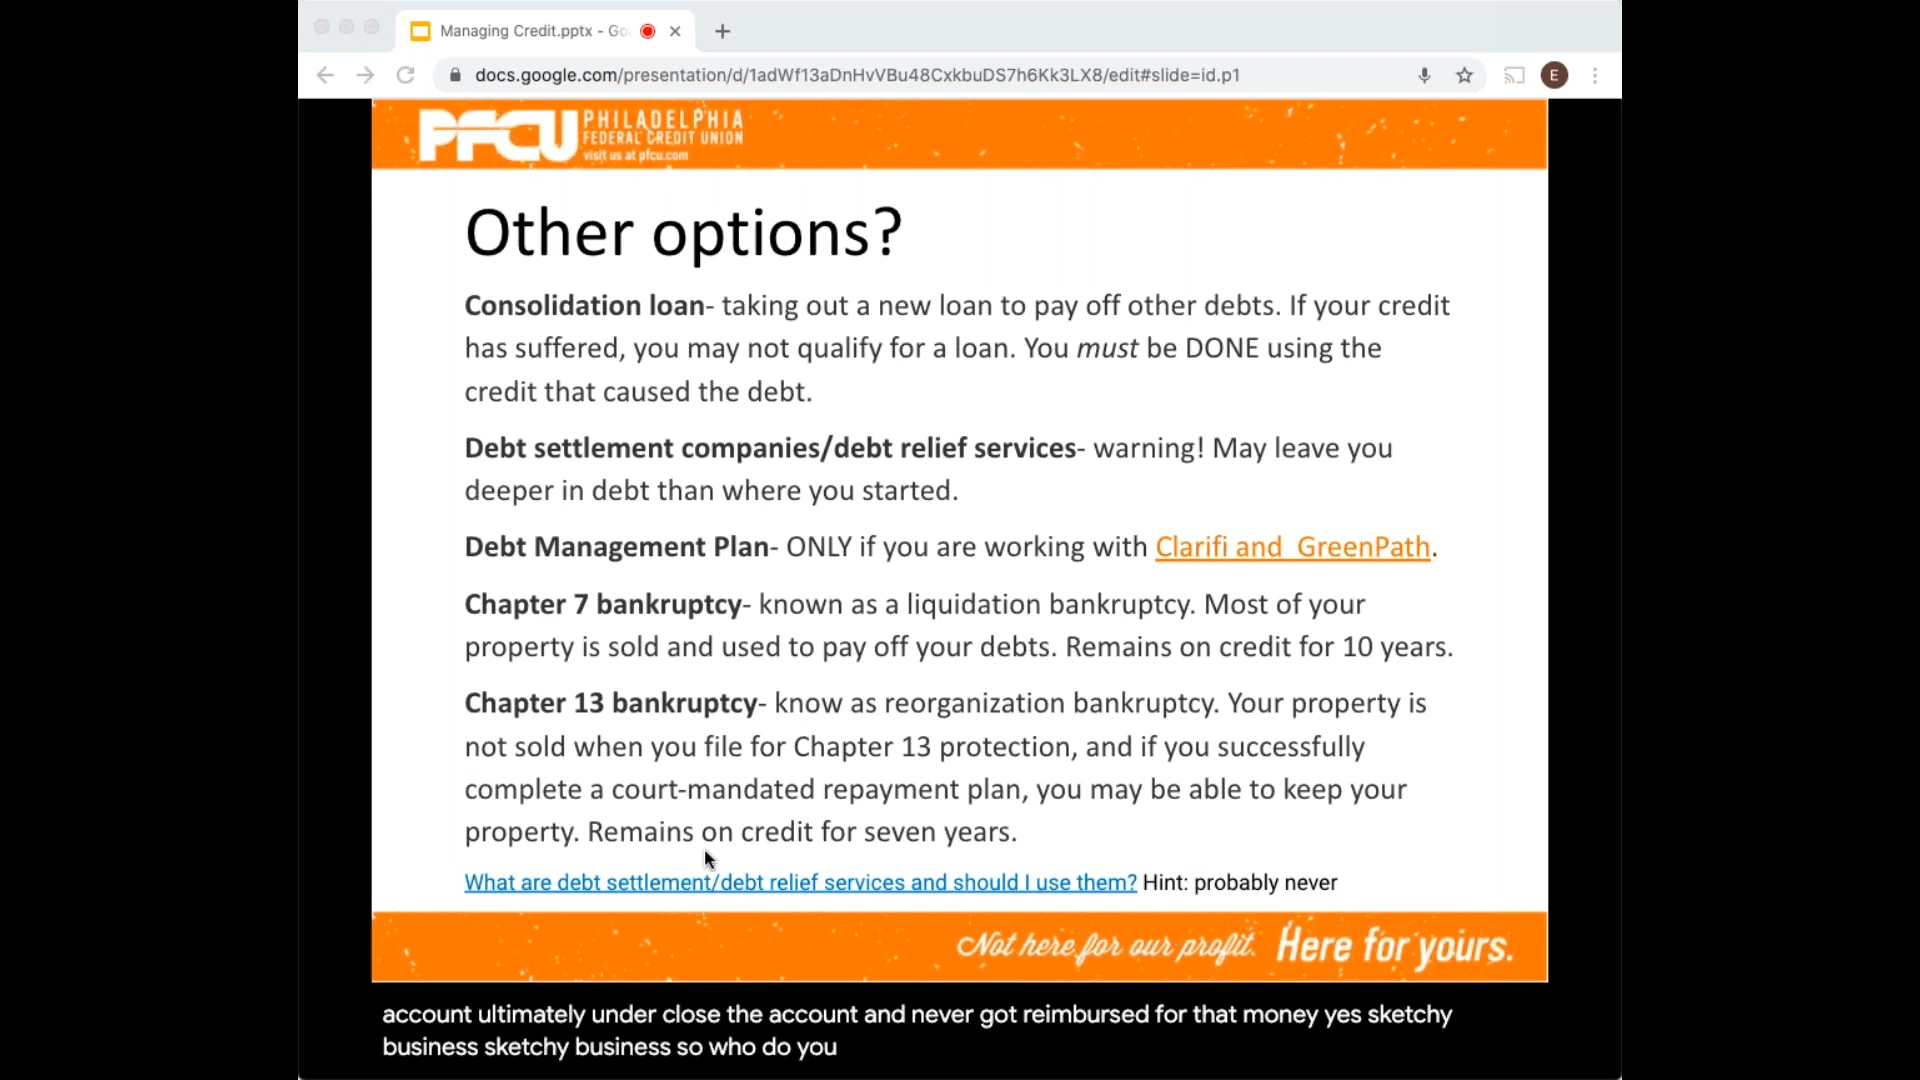 Managing Credit.pptx - Go
docs.google.com/presentation/d/1adWf13aDnHvVBu48CxkbuDS7h6Kk3LX8/edit#slide=id.p1
E
PFCU PHILADELPHIA
FEDERAL CREDIT UNION
visit us at pfcu.com
Other options?
Consolidation loan- taking out a new loan to pay off other debts. If your credit
has suffered, you may not qualify for a loan. You must be DONE using the
credit that caused the debt.
Debt settlement companies/debt relief services- warning! May leave you
deeper in debt than where you started.
Debt Management Plan- ONLY if you are working with Clarifi and  GreenPath.
Chapter 7 bankruptcy- known as a liquidation bankruptcy. Most of your
property is sold and used to pay off your debts. Remains on credit for 10 years.
Chapter 13 bankruptcy- know as reorganization bankruptcy. Your property is
not sold when you file for Chapter 13 protection, and if you successfully
complete a court-mandated repayment plan, you may be able to keep your
property. Remains on credit for seven years.
What are debt settlement/debt relief services and should I use them? Hint: probably never
Not here for our profit. Here for yours.
account ultimately under close the account and never got reimbursed for that money yes sketchy
business sketchy business so who do you